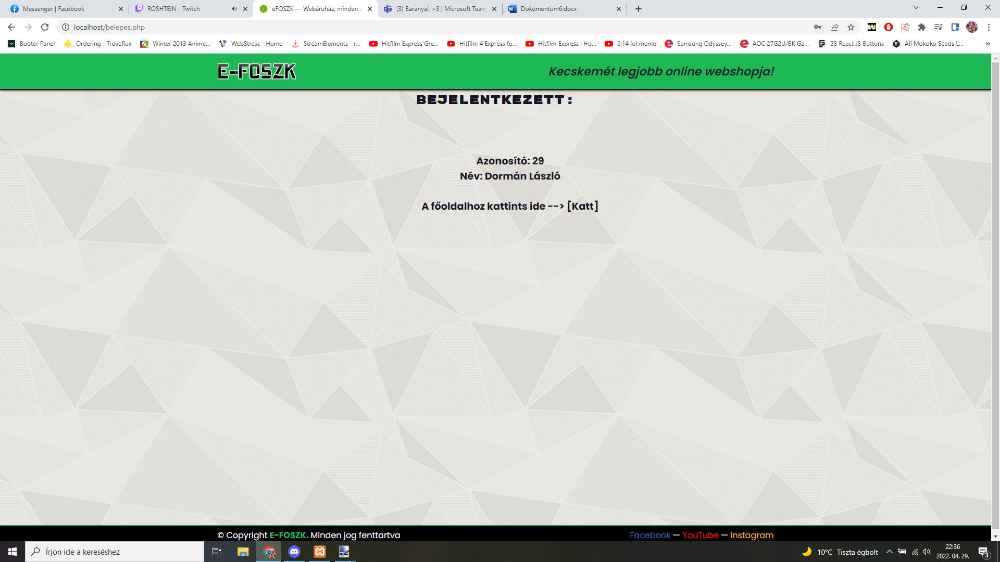 Messenger | Facebook
ROSHTEIN - Twitch
eFOSZK — Webáruház, minden a
(3) Baranyai, +3 | Microsoft Team
Dokumentum6.docx
localhost/belepes.php
Booter Panel
Ordering - Troveflux
Winter 2013 Anime...
WebStress - Home
StreamElements - r...
Hitfilm Express Gre...
Hitfilm 4 Express fo...
Hitfilm Express : Ho...
6:14 lol meme
Samsung Odyssey...
AOC 27G2U/BK Ga...
28 React JS Buttons
All Mokoko Seeds L...
»
E-FOSZK
Kecskemét legjobb online webshopja!
BEJELENTKEZETT :
Azonosító: 29
Név: Dormán László
A főoldalhoz kattints ide --> [Katt]
© Copyright E-FOSZK. Minden jog fenttartva
Facebook — YouTube — Instagram
Írjon ide a kereséshez
10°C Tiszta égbolt
22:36
2022. 04. 29.
3